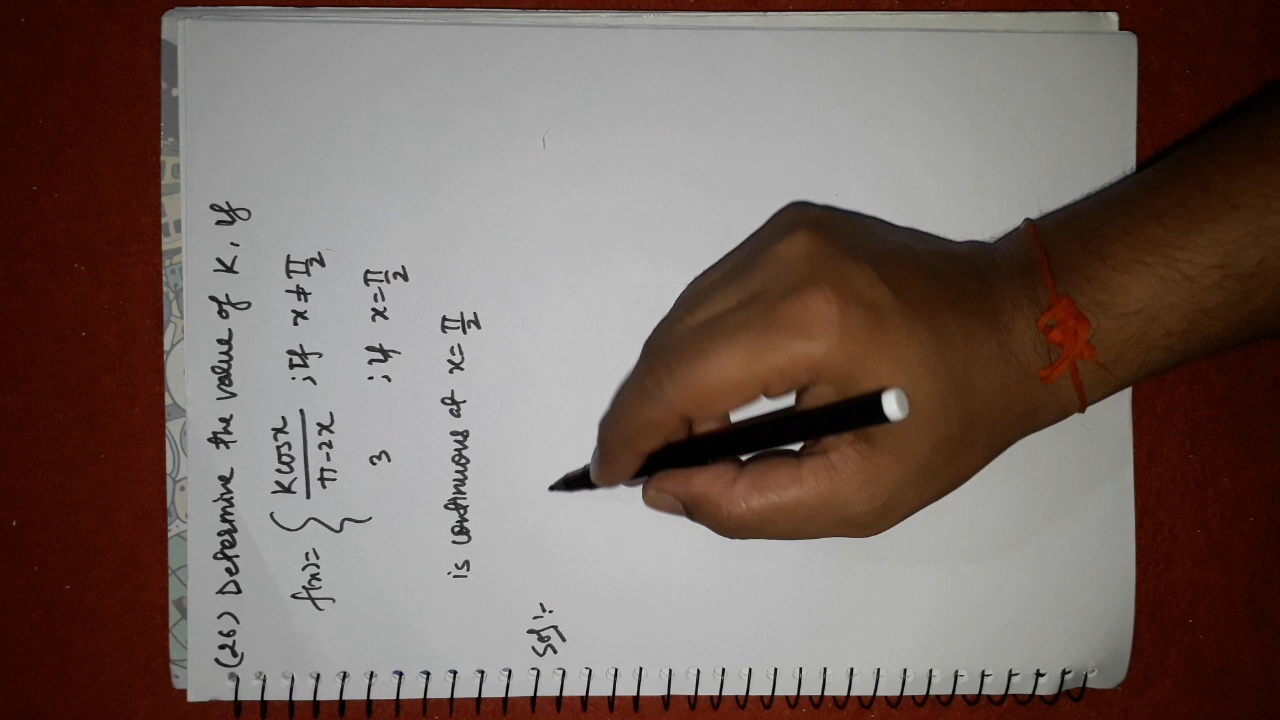 (26) Determine the value of K, if
f(x)= { Kcosx/π-2x ; if x≠π/2
3 ; if x=π/2
is continuous at x=π/2
Sol:-